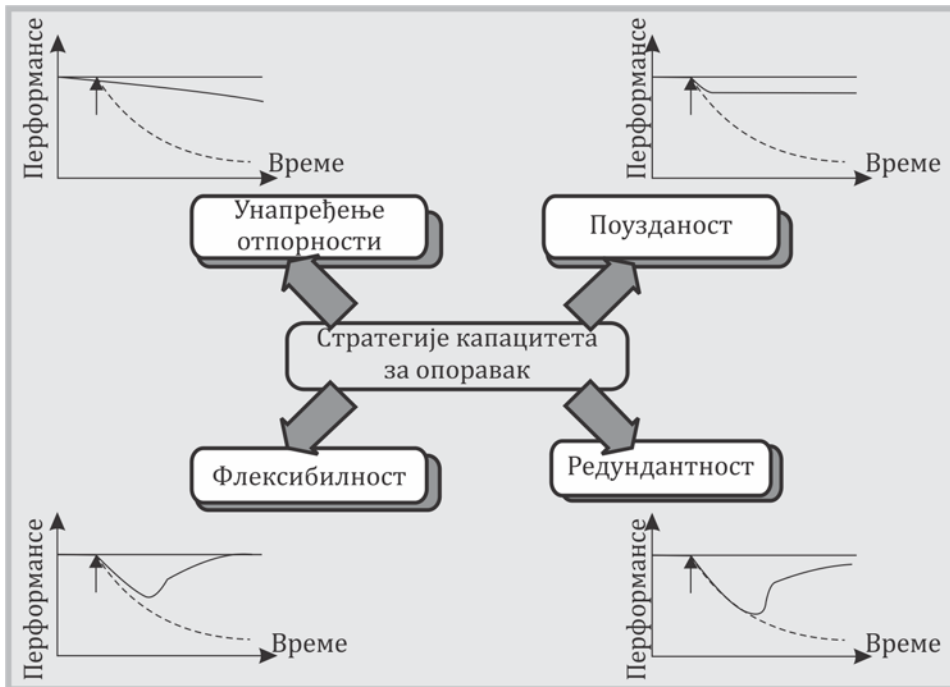 Перформансе
Време
Перформансе
Време
Унапређење
отпорности
Поузданост
Стратегије капацитета
за опоравак
Флексибилност
Редундантност
Перформансе
Време
Перформансе
Време